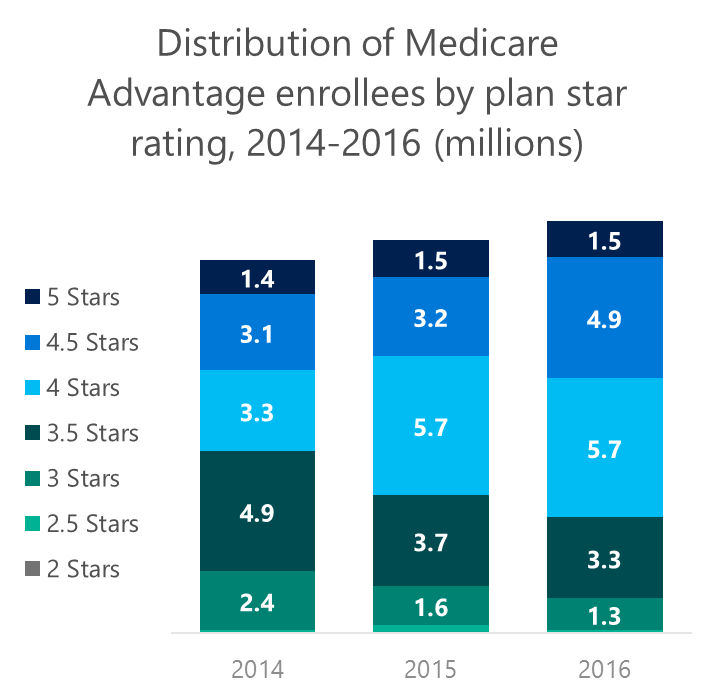 Distribution of Medicare
Advantage enrollees by plan star
rating, 2014-2016 (millions)
5 Stars
4.5 Stars
4 Stars
3.5 Stars
3 Stars
2.5 Stars
2 Stars
1.4
3.1
3.3
4.9
2.4
1.5
3.2
5.7
3.7
1.6
1.5
4.9
5.7
3.3
1.3
2014
2015
2016